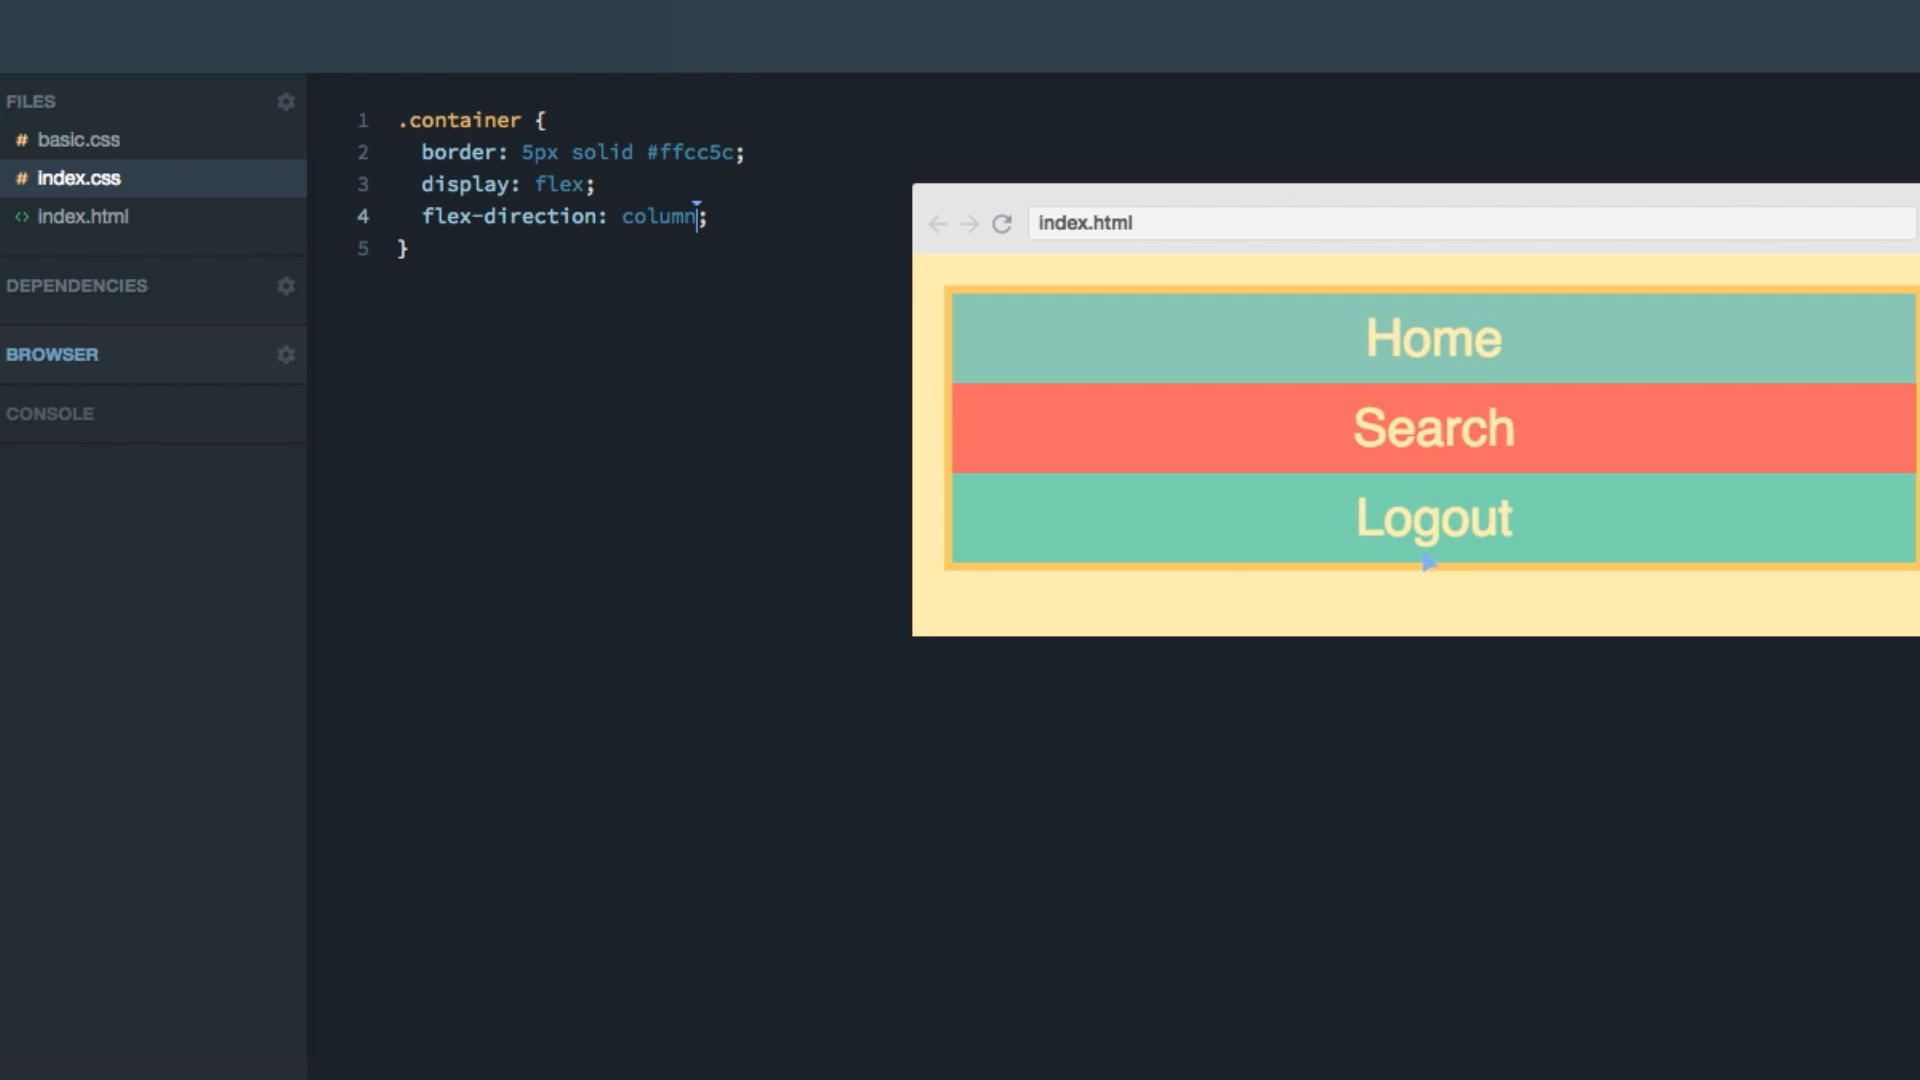 FILES
# basic.css
# index.css
<> index.html
DEPENDENCIES
BROWSER
CONSOLE
1 .container {
2 border: 5px solid #ffcc5c;
3 display: flex;
4 flex-direction: column;
5 }
index.html
Home
Search
Logout